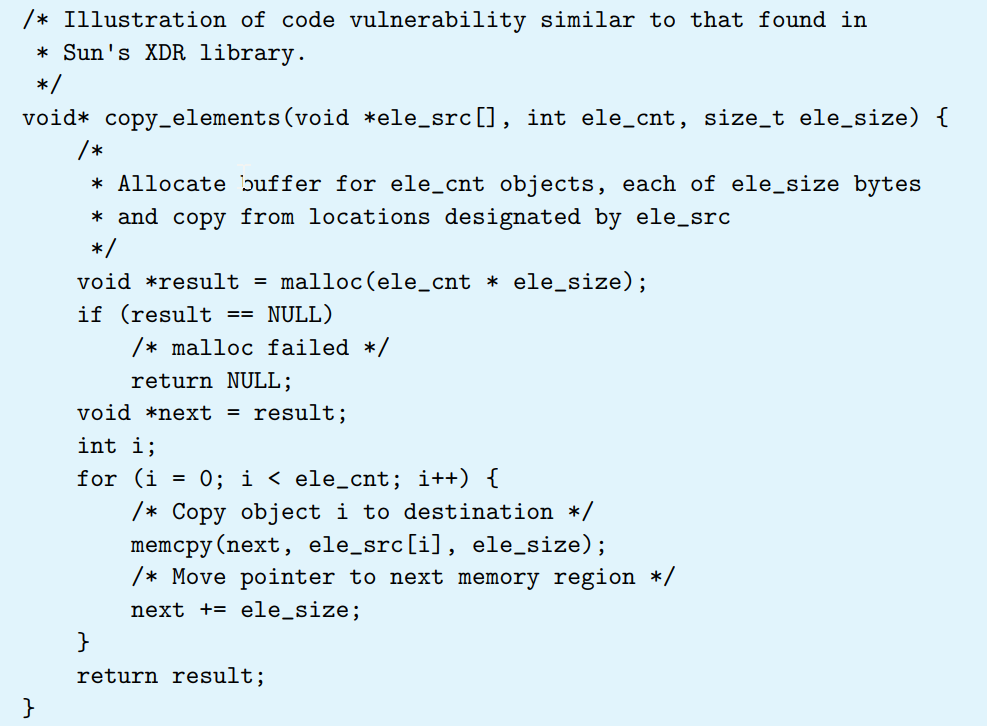 /* Illustration of code vulnerability similar to that found in
 * Sun's XDR library.
 */
void* copy_elements(void *ele_src[], int ele_cnt, size_t ele_size) {
    /*
     * Allocate buffer for ele_cnt objects, each of ele_size bytes
     * and copy from locations designated by ele_src
     */
    void *result = malloc(ele_cnt * ele_size);
    if (result == NULL)
        /* malloc failed */
        return NULL;
    void *next = result;
    int i;
    for (i = 0; i < ele_cnt; i++) {
        /* Copy object i to destination */
        memcpy(next, ele_src[i], ele_size);
        /* Move pointer to next memory region */
        next += ele_size;
    }
    return result;
}